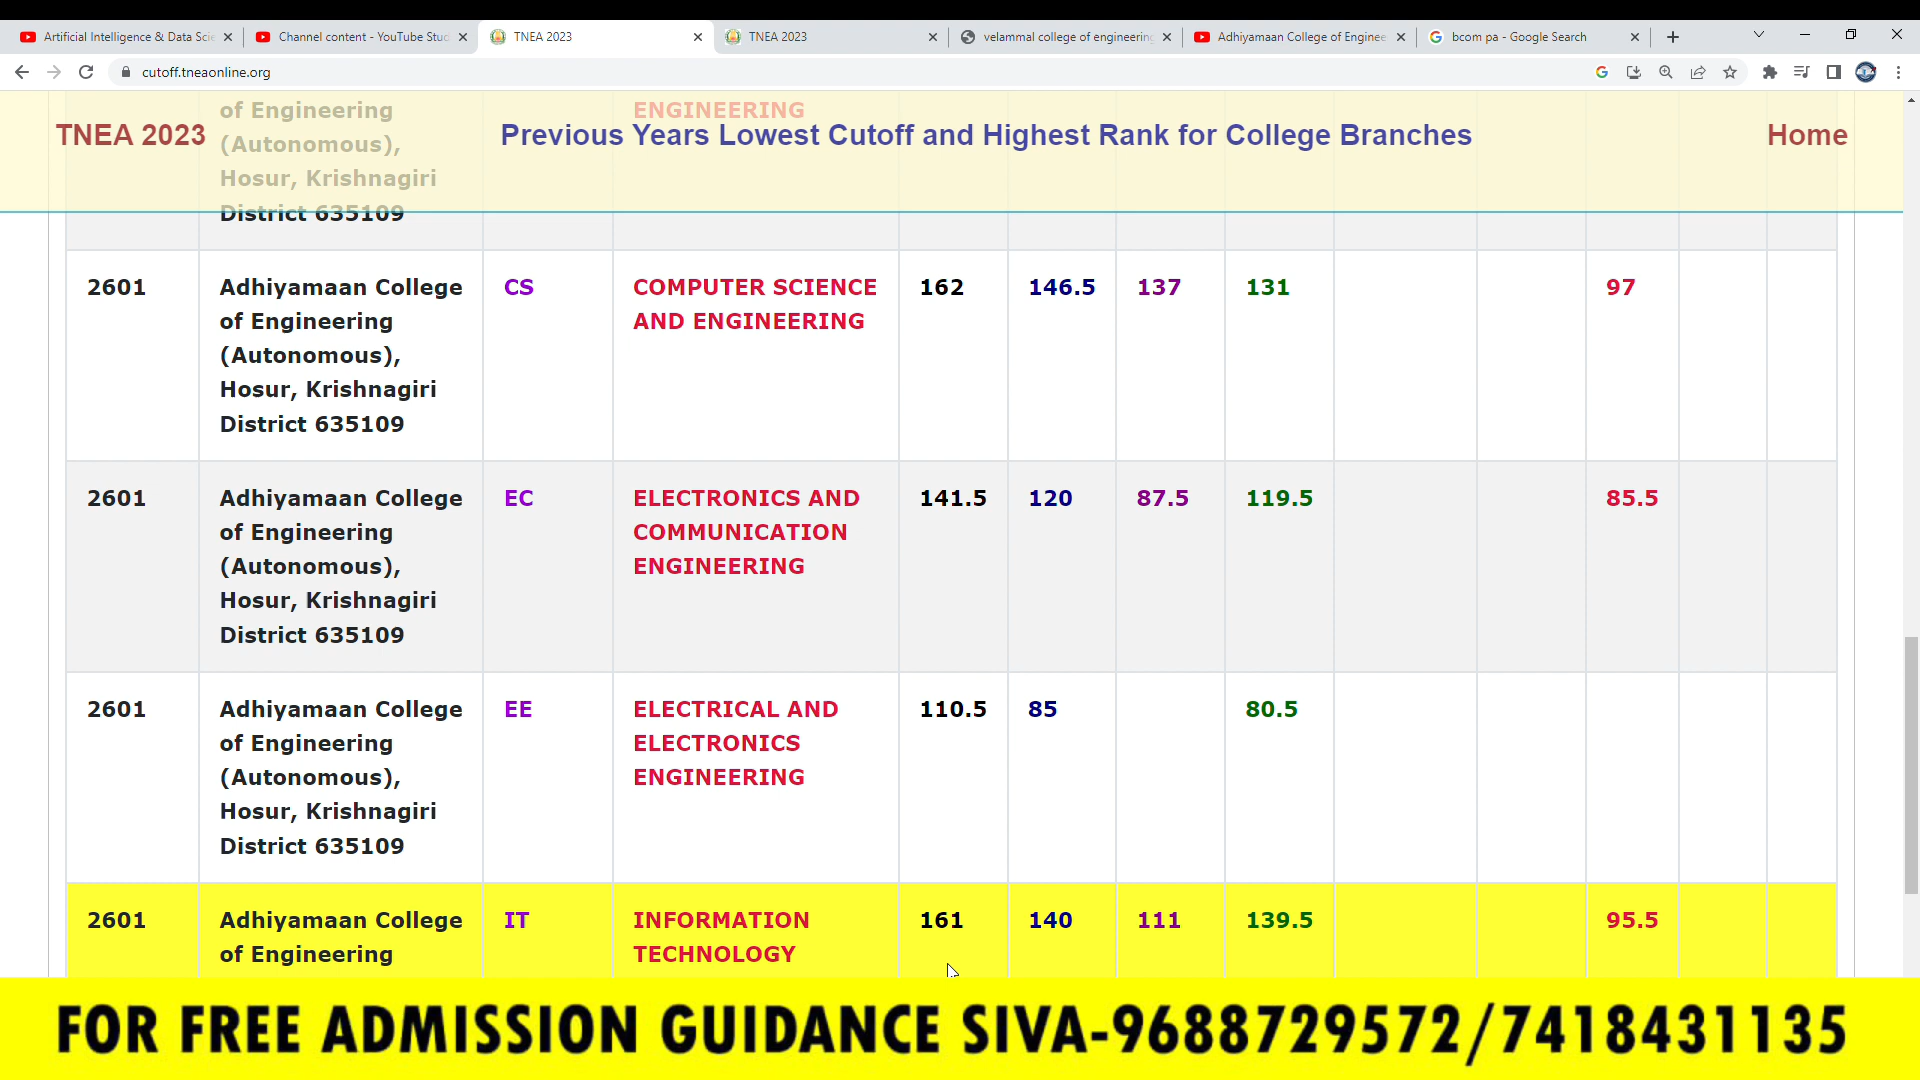 Artificial Intelligence & Data Scie
Channel content - YouTube Stud
TNEA 2023
TNEA 2023
velammal college of engineering
Adhiyamaan College of Enginee
bcom pa - Google Search
cutoff.tneaonline.org
TNEA 2023
Previous Years Lowest Cutoff and Highest Rank for College Branches
Home
of Engineering
ENGINEERING
(Autonomous),
Hosur, Krishnagiri
District 635109
2601
Adhiyamaan College
CS
COMPUTER SCIENCE
162
146.5
137
131
97
of Engineering
AND ENGINEERING
(Autonomous),
Hosur, Krishnagiri
District 635109
2601
Adhiyamaan College
EC
ELECTRONICS AND
141.5
120
87.5
119.5
85.5
of Engineering
COMMUNICATION
(Autonomous),
ENGINEERING
Hosur, Krishnagiri
District 635109
2601
Adhiyamaan College
EE
ELECTRICAL AND
110.5
85
80.5
of Engineering
ELECTRONICS
(Autonomous),
ENGINEERING
Hosur, Krishnagiri
District 635109
2601
Adhiyamaan College
IT
INFORMATION
161
140
111
139.5
95.5
of Engineering
TECHNOLOGY
FOR FREE ADMISSION GUIDANCE SIVA-9688729572/7418431135